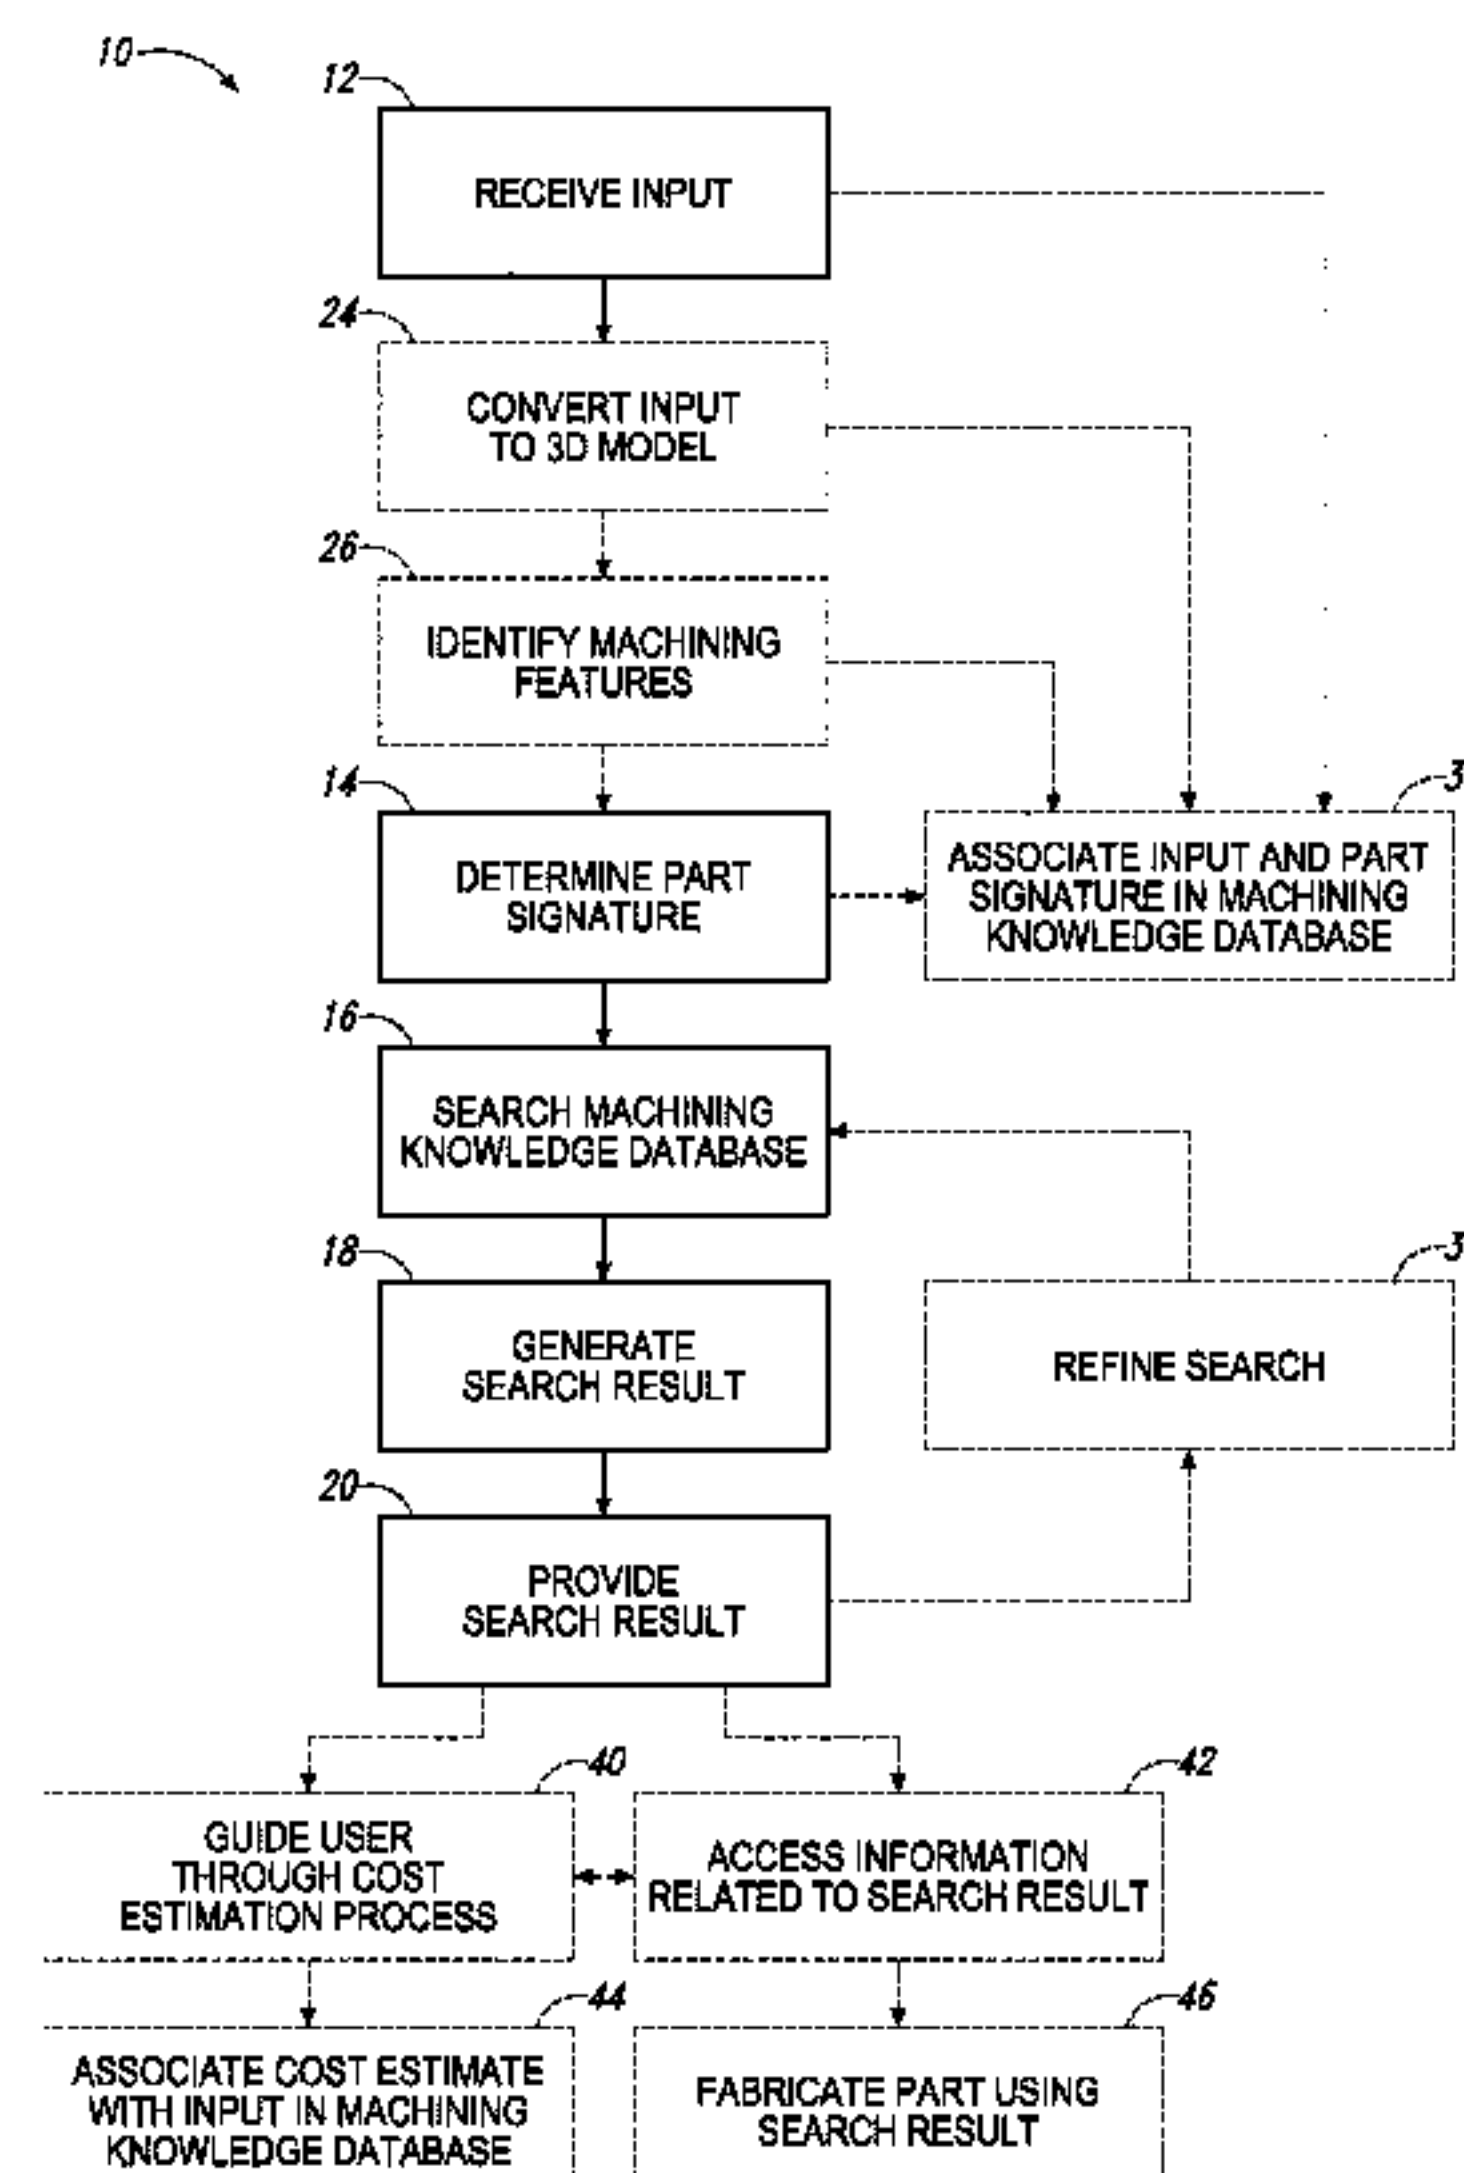 10
12
RECEIVE INPUT
24
CONVERT INPUT
TO 3D MODEL
26
IDENTIFY MACHINING
FEATURES
14
DETERMINE PART
SIGNATURE
3
ASSOCIATE INPUT AND PART
SIGNATURE IN MACHINING
KNOWLEDGE DATABASE
16
SEARCH MACHINING
KNOWLEDGE DATABASE
18
GENERATE
SEARCH RESULT
3
REFINE SEARCH
20
PROVIDE
SEARCH RESULT
40
GUIDE USER
THROUGH COST
ESTIMATION PROCESS
42
ACCESS INFORMATION
RELATED TO SEARCH RESULT
44
ASSOCIATE COST ESTIMATE
WITH INPUT IN MACHINING
KNOWLEDGE DATABASE
46
FABRICATE PART USING
SEARCH RESULT